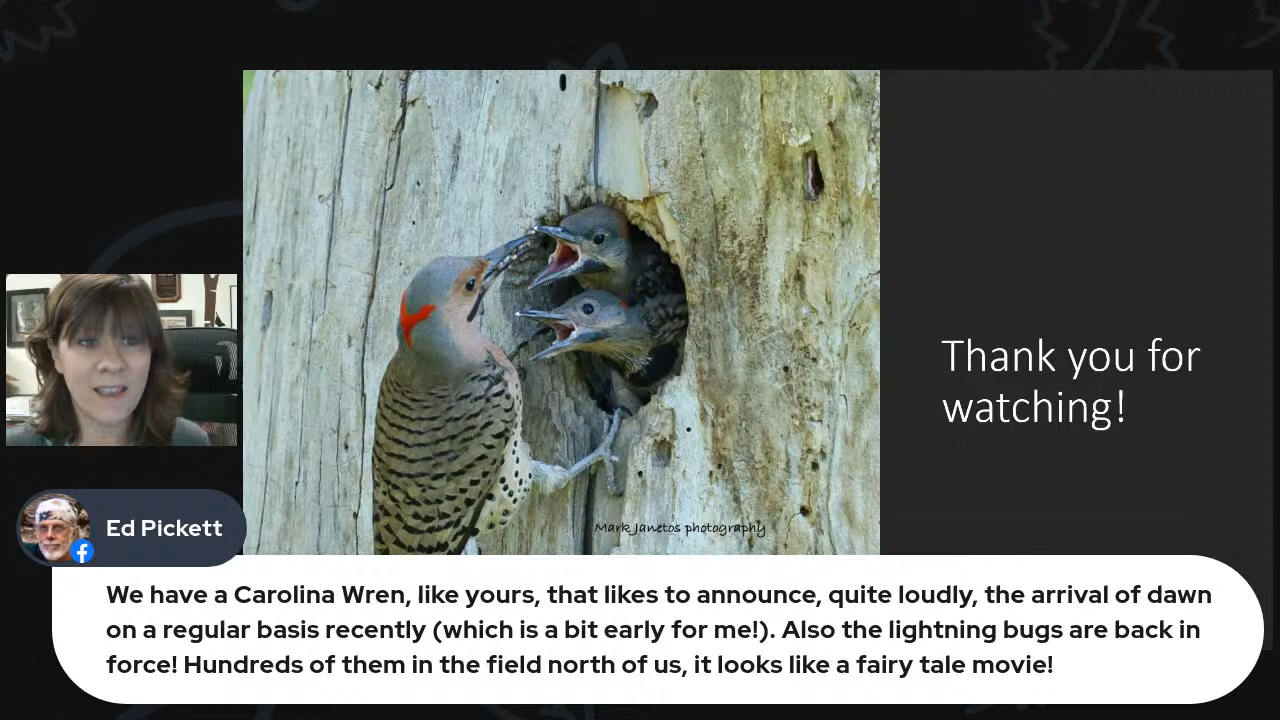 Thank you for
watching!
Mark Janetos photography
Ed Pickett
We have a Carolina Wren, like yours, that likes to announce, quite loudly, the arrival of dawn
on a regular basis recently (which is a bit early for me!). Also the lightning bugs are back in
force! Hundreds of them in the field north of us, it looks like a fairy tale movie!